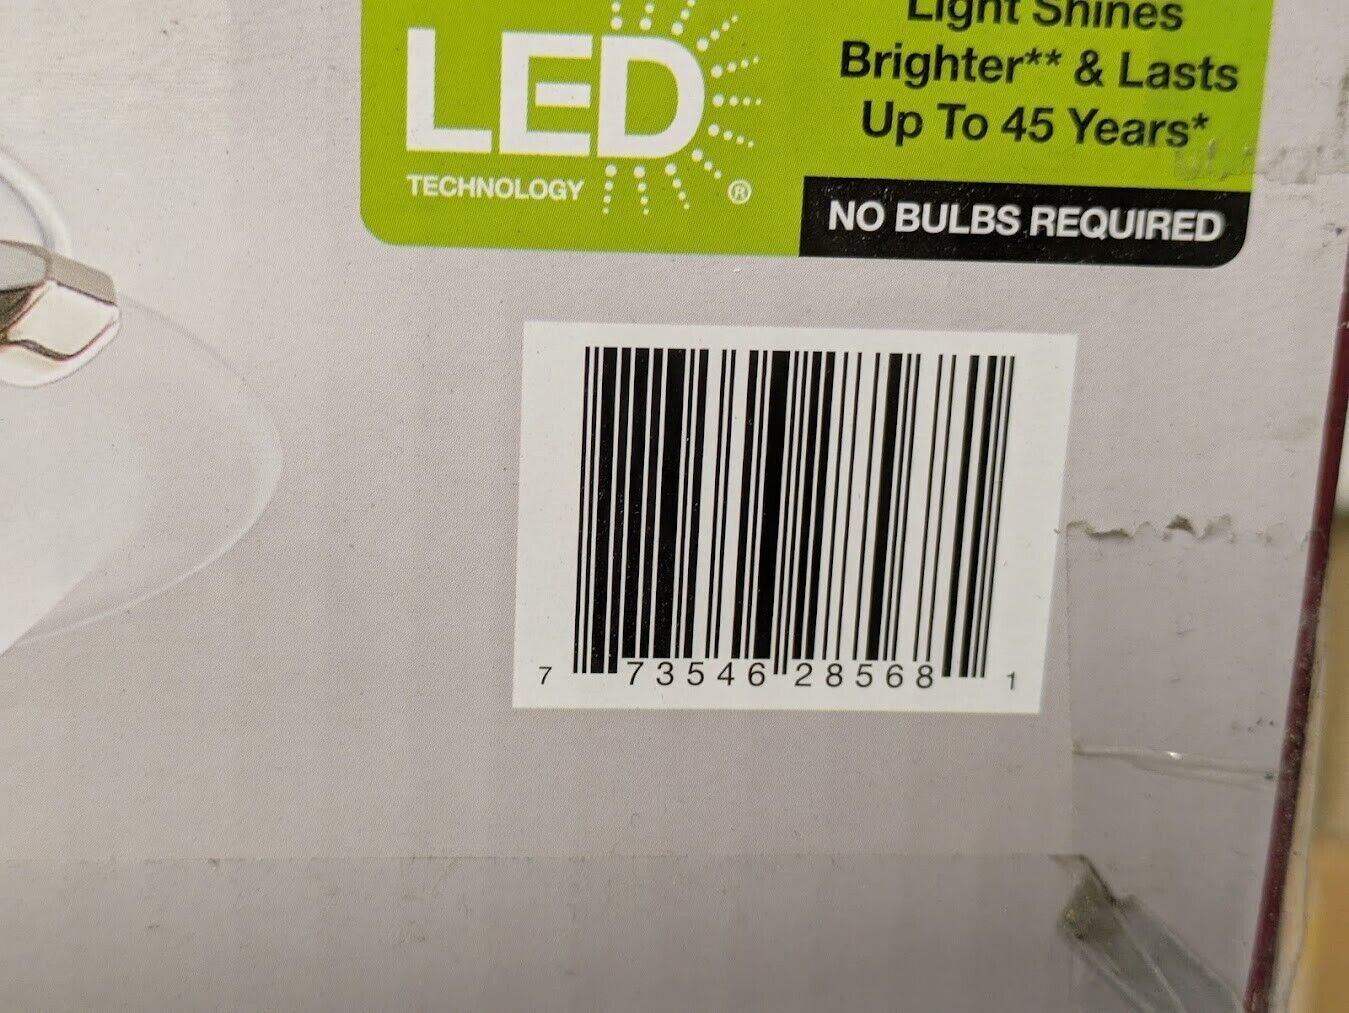 LED
TECHNOLOGY ®
Light Shines
Brighter** & Lasts
Up To 45 Years*
NO BULBS REQUIRED
7 73546 28568 1